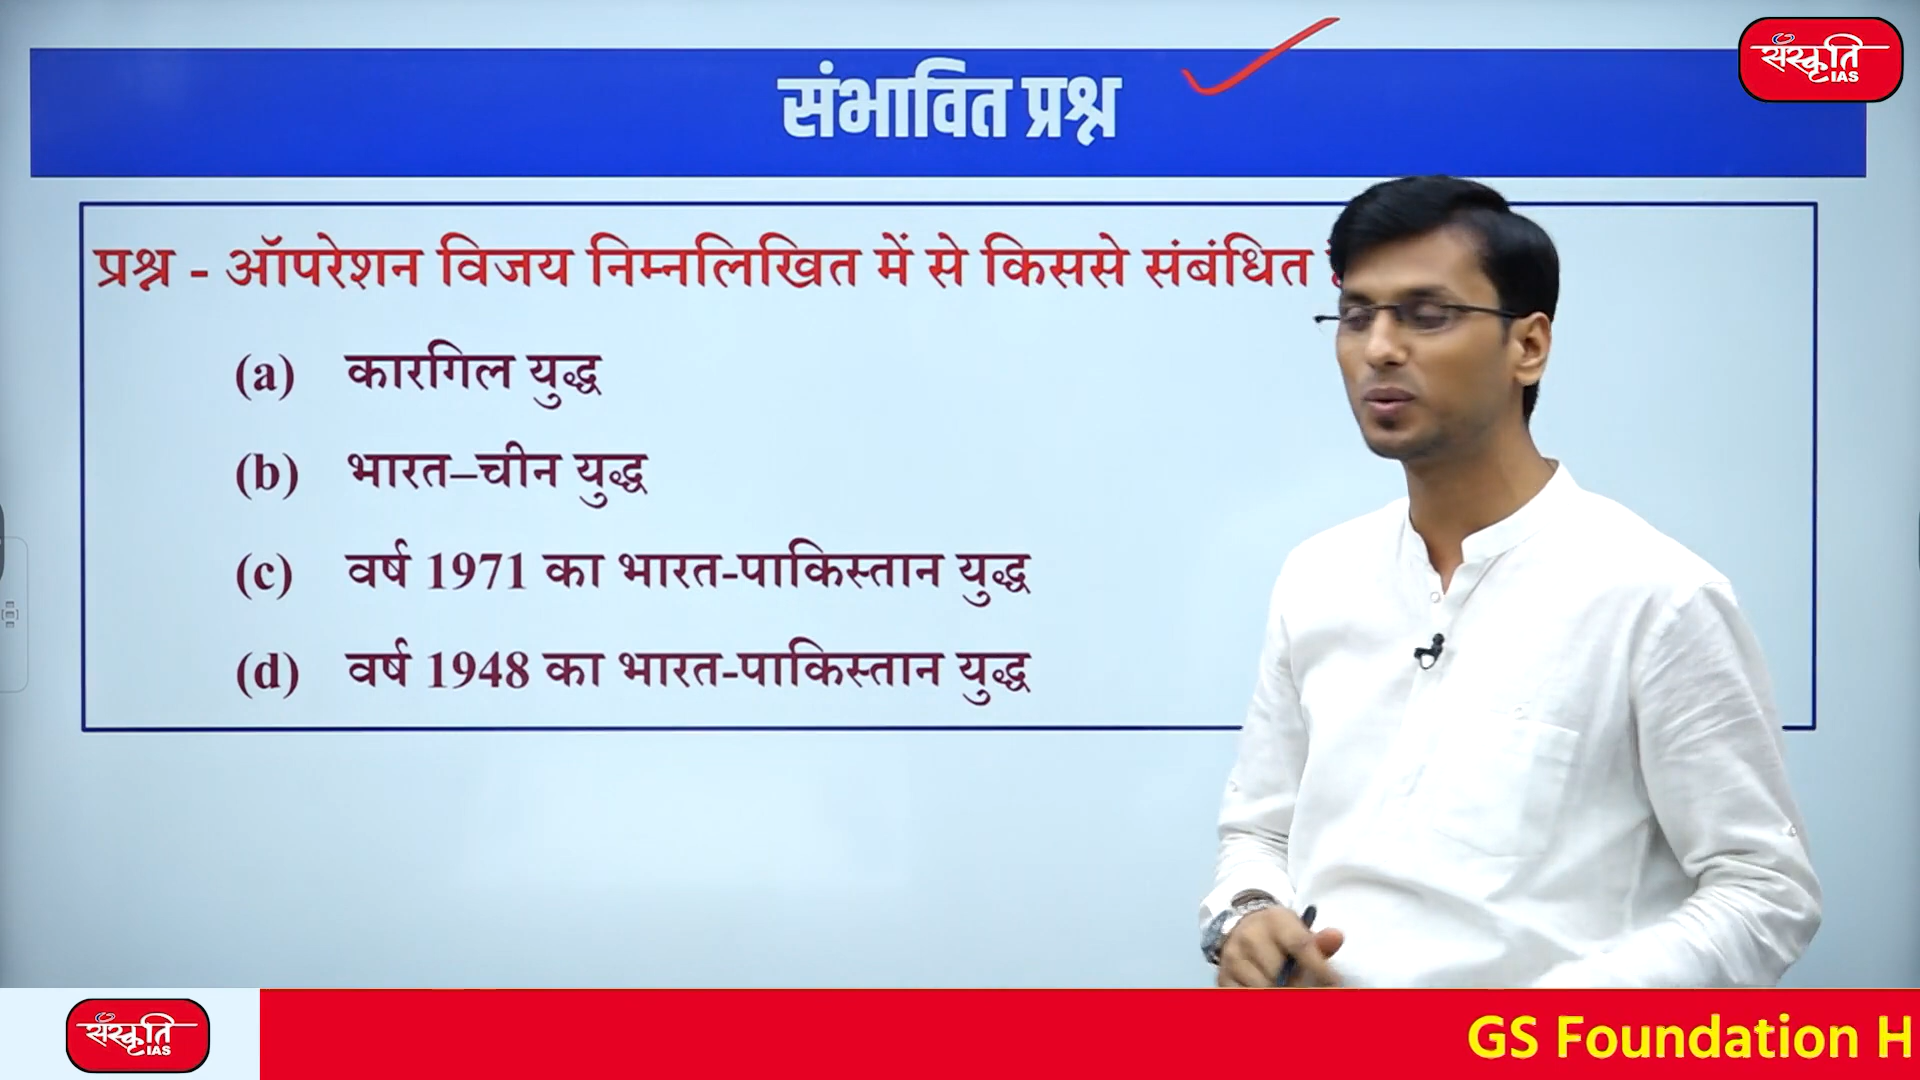 संभावित प्रश्न
संस्कृति
IAS
प्रश्न - ऑपरेशन विजय निम्नलिखित में से किससे संबंधित
(a) कारगिल युद्ध
(b) भारत–चीन युद्ध
(c) वर्ष 1971 का भारत-पाकिस्तान युद्ध
(d) वर्ष 1948 का भारत-पाकिस्तान युद्ध
संस्कृति
IAS
GS Foundation H